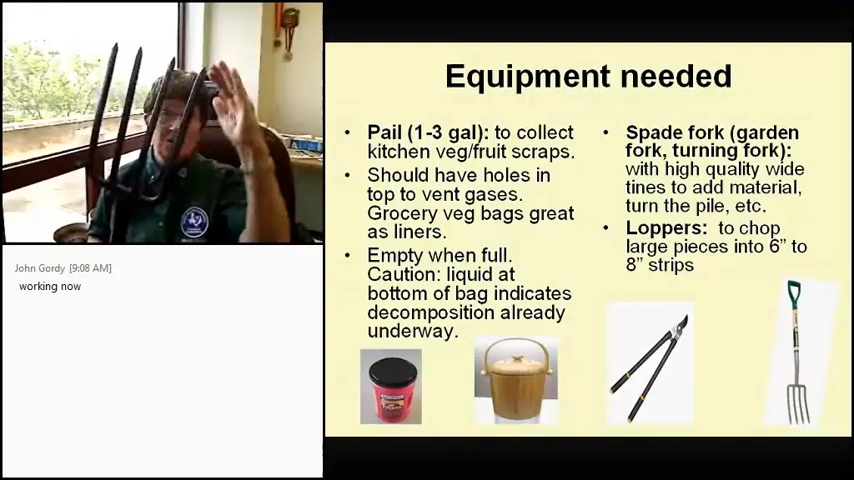 Equipment needed
• Pail (1-3 gal): to collect
kitchen veg/fruit scraps.
• Should have holes in
top to vent gases.
Grocery veg bags great
as liners.
• Empty when full.
Caution: liquid at
bottom of bag indicates
decomposition already
underway.
• Spade fork (garden
fork, turning fork):
with high quality wide
tines to add material,
turn the pile, etc.
• Loppers: to chop
large pieces into 6” to
8” strips
John Gordy [9:08 AM]
working now